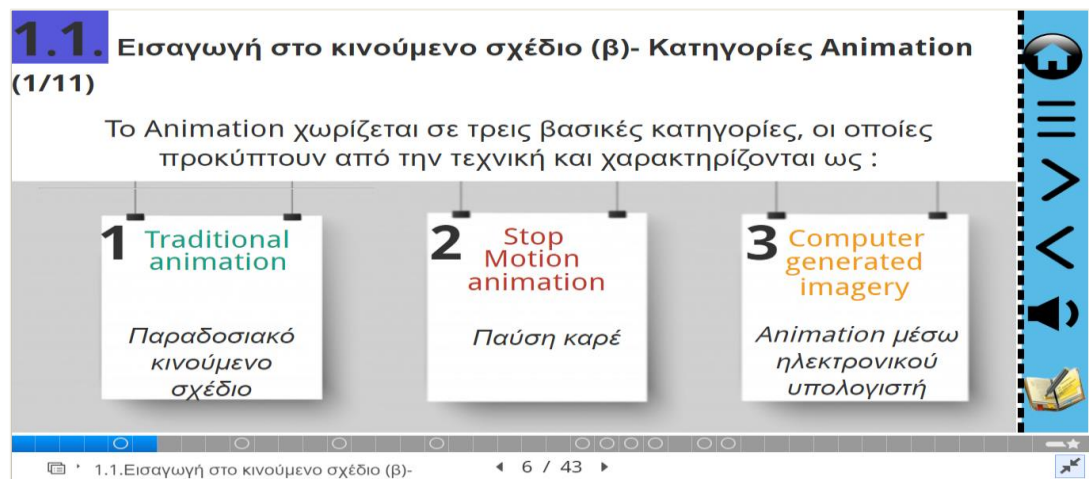 1.1. Εισαγωγή στο κινούμενο σχέδιο (β)- Κατηγορίες Animation
(1/11)
Το Animation χωρίζεται σε τρεις βασικές κατηγορίες, οι οποίες
προκύπτουν από την τεχνική και χαρακτηρίζονται ως :
1 Traditional
animation
Παραδοσιακό
κινούμενο
σχέδιο
2 Stop
Motion
animation
Παύση καρέ
3 Computer
generated
imagery
Animation μέσω
ηλεκτρονικού
υπολογιστή
1.1.Εισαγωγή στο κινούμενο σχέδιο (β)-
6 / 43